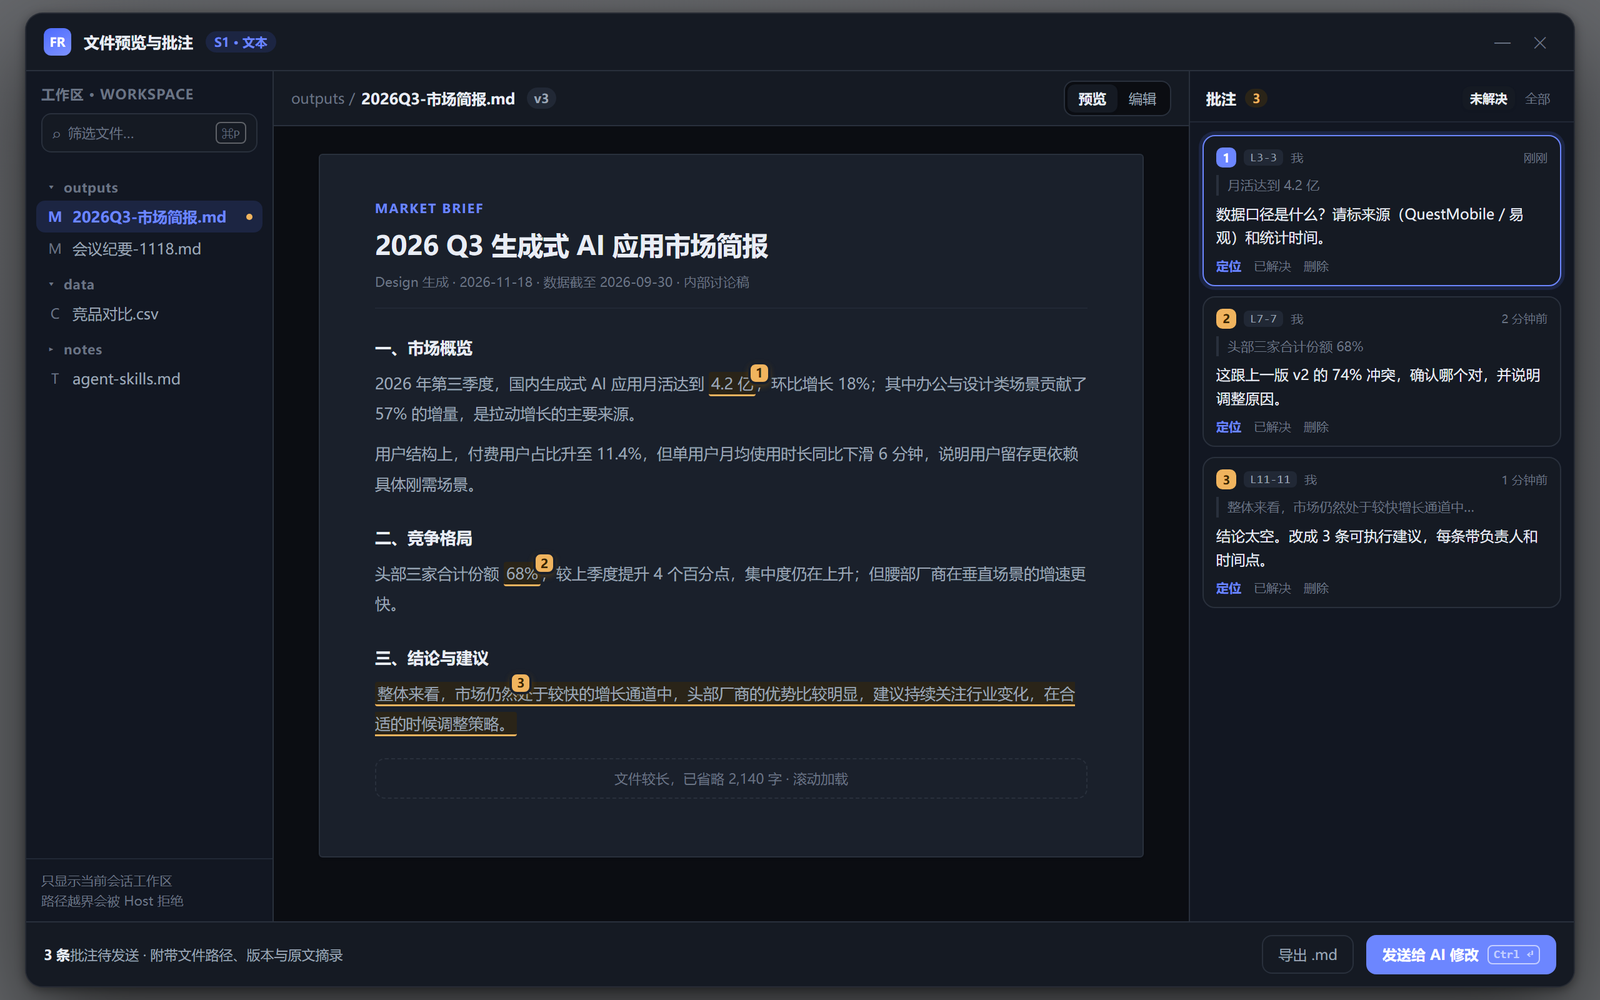 FR 文件预览与批注 S1 • 文本
工作区 • WORKSPACE
筛选文件... ⌘P
outputs
M 2026Q3-市场简报.md
M 会议纪要-1118.md
data
C 竞品对比.csv
notes
T agent-skills.md
只显示当前会话工作区
路径越界会被 Host 拒绝
outputs / 2026Q3-市场简报.md v3
预览 编辑
MARKET BRIEF
2026 Q3 生成式 AI 应用市场简报
Design 生成 · 2026-11-18 · 数据截至 2026-09-30 · 内部讨论稿
一、市场概览
2026 年第三季度，国内生成式 AI 应用月活达到 4.2 亿，环比增长 18%；其中办公与设计类场景贡献了
1
57% 的增量，是拉动增长的主要来源。
用户结构上，付费用户占比升至 11.4%，但单用户月均使用时长同比下滑 6 分钟，说明用户留存更依赖
具体刚需场景。
二、竞争格局
头部三家合计份额 68%，较上季度提升 4 个百分点，集中度仍在上升；但腰部厂商在垂直场景的增速更
2
快。
三、结论与建议
整体来看，市场仍然处于较快的增长通道中，头部厂商的优势比较明显，建议持续关注行业变化，在合
3
适的时候调整策略。
文件较长，已省略 2,140 字 · 滚动加载
批注 3
未解决 全部
1 L3-3 我 刚刚
月活达到 4.2 亿
数据口径是什么？请标来源（QuestMobile / 易
观）和统计时间。
定位 已解决 删除
2 L7-7 我 2 分钟前
头部三家合计份额 68%
这跟上一版 v2 的 74% 冲突，确认哪个对，并说明
调整原因。
定位 已解决 删除
3 L11-11 我 1 分钟前
整体来看，市场仍然处于较快增长通道中...
结论太空。改成 3 条可执行建议，每条带负责人和
时间点。
定位 已解决 删除
3 条批注待发送 · 附带文件路径、版本与原文摘录
导出 .md
发送给 AI 修改 Ctrl ⏎